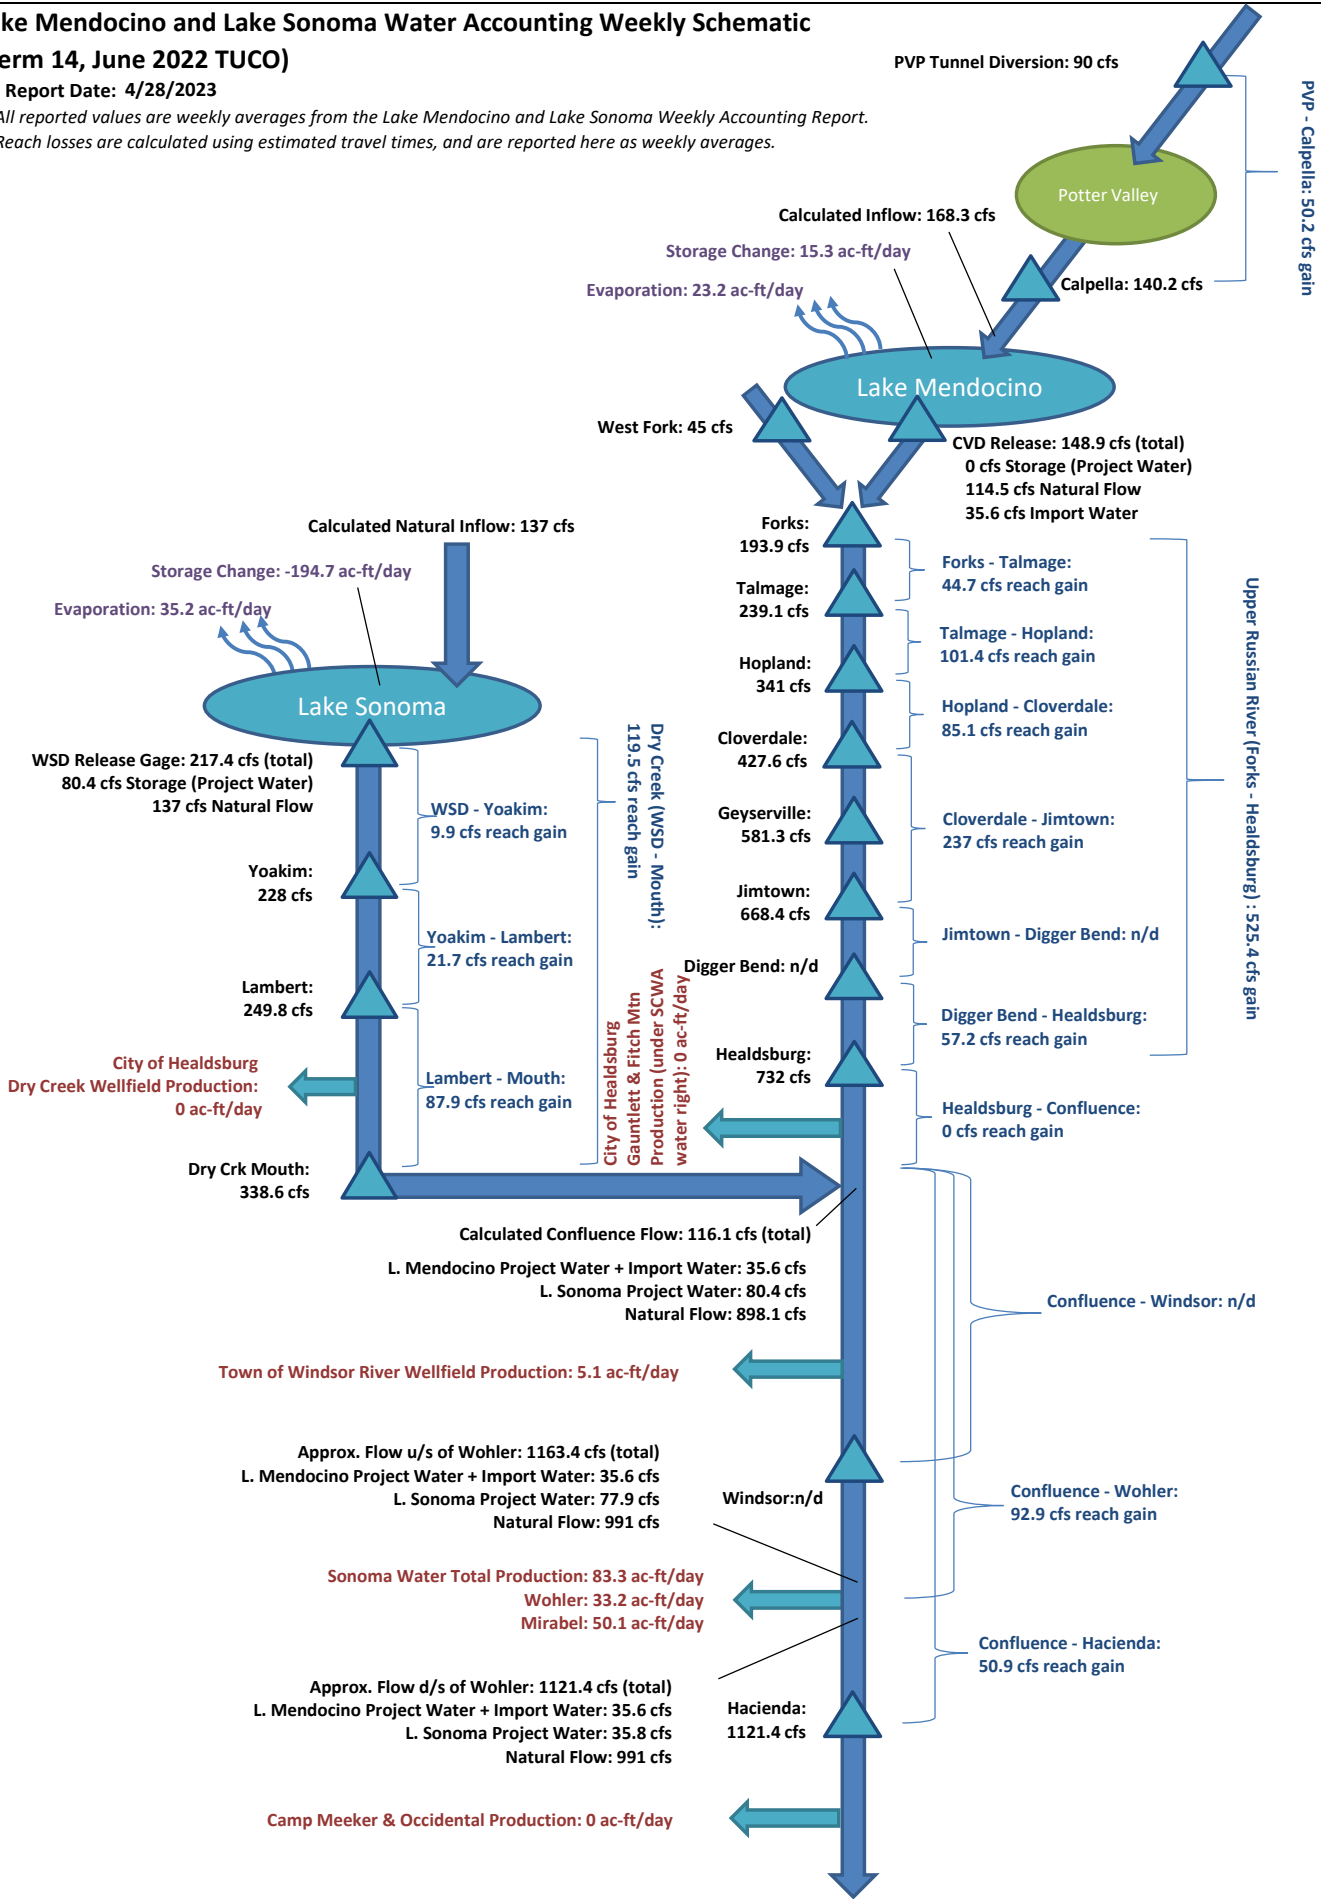 ke Mendocino and Lake Sonoma Water Accounting Weekly Schematic
erm 14, June 2022 TUCO)
Report Date: 4/28/2023
All reported values are weekly averages from the Lake Mendocino and Lake Sonoma Weekly Accounting Report.
Reach losses are calculated using estimated travel times, and are reported here as weekly averages.
PVP Tunnel Diversion: 90 cfs
PVP - Calpella: 50.2 cfs gain
Potter Valley
Calculated Inflow: 168.3 cfs
Storage Change: 15.3 ac-ft/day
Evaporation: 23.2 ac-ft/day
Calpella: 140.2 cfs
Lake Mendocino
West Fork: 45 cfs
CVD Release: 148.9 cfs (total)
0 cfs Storage (Project Water)
114.5 cfs Natural Flow
35.6 cfs Import Water
Forks:
193.9 cfs
Forks - Talmage:
44.7 cfs reach gain
Talmage:
239.1 cfs
Talmage - Hopland:
101.4 cfs reach gain
Hopland:
341 cfs
Hopland - Cloverdale:
85.1 cfs reach gain
Cloverdale:
427.6 cfs
Geyserville:
581.3 cfs
Cloverdale - Jimtown:
237 cfs reach gain
Jimtown:
668.4 cfs
Jimtown - Digger Bend: n/d
Digger Bend: n/d
Digger Bend - Healdsburg:
57.2 cfs reach gain
Healdsburg:
732 cfs
Healdsburg - Confluence:
0 cfs reach gain
Upper Russian River (Forks - Healdsburg) : 525.4 cfs gain
Calculated Natural Inflow: 137 cfs
Storage Change: -194.7 ac-ft/day
Evaporation: 35.2 ac-ft/day
Lake Sonoma
WSD Release Gage: 217.4 cfs (total)
80.4 cfs Storage (Project Water)
137 cfs Natural Flow
WSD - Yoakim:
9.9 cfs reach gain
Yoakim:
228 cfs
Yoakim - Lambert:
21.7 cfs reach gain
Lambert:
249.8 cfs
Lambert - Mouth:
87.9 cfs reach gain
Dry Creek (WSD - Mouth):
119.5 cfs reach gain
City of Healdsburg
Dry Creek Wellfield Production:
0 ac-ft/day
City of Healdsburg
Gauntlett & Fitch Mtn
Production (under SCWA
water right): 0 ac-ft/day
Dry Crk Mouth:
338.6 cfs
Calculated Confluence Flow: 116.1 cfs (total)
L. Mendocino Project Water + Import Water: 35.6 cfs
L. Sonoma Project Water: 80.4 cfs
Natural Flow: 898.1 cfs
Confluence - Windsor: n/d
Town of Windsor River Wellfield Production: 5.1 ac-ft/day
Approx. Flow u/s of Wohler: 1163.4 cfs (total)
L. Mendocino Project Water + Import Water: 35.6 cfs
L. Sonoma Project Water: 77.9 cfs
Natural Flow: 991 cfs
Windsor:n/d
Confluence - Wohler:
92.9 cfs reach gain
Sonoma Water Total Production: 83.3 ac-ft/day
Wohler: 33.2 ac-ft/day
Mirabel: 50.1 ac-ft/day
Confluence - Hacienda:
50.9 cfs reach gain
Approx. Flow d/s of Wohler: 1121.4 cfs (total)
L. Mendocino Project Water + Import Water: 35.6 cfs
L. Sonoma Project Water: 35.8 cfs
Natural Flow: 991 cfs
Hacienda:
1121.4 cfs
Camp Meeker & Occidental Production: 0 ac-ft/day